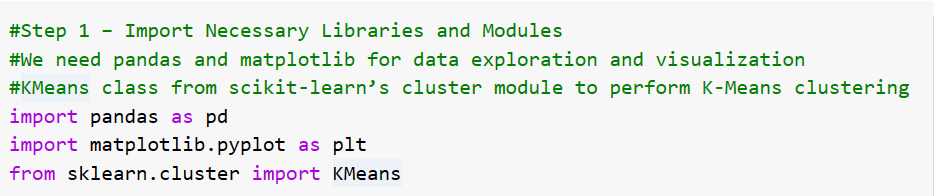 #Step 1 – Import Necessary Libraries and Modules
#We need pandas and matplotlib for data exploration and visualization
#KMeans class from scikit-learn’s cluster module to perform K-Means clustering
import pandas as pd
import matplotlib.pyplot as plt
from sklearn.cluster import KMeans